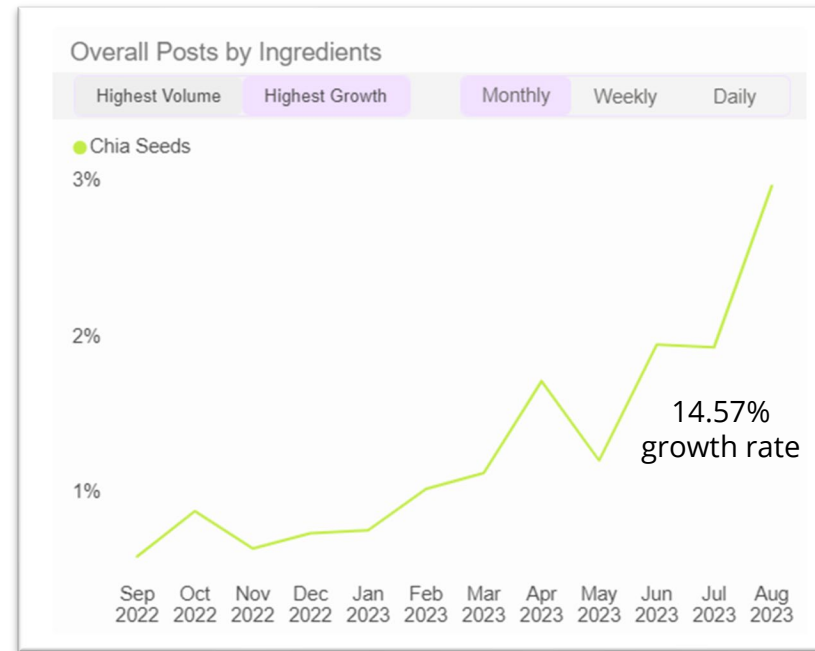 Overall Posts by Ingredients
Highest Volume Highest Growth Monthly Weekly Daily
Chia Seeds
3%
2%
14.57%
growth rate
1%
Sep Oct Nov Dec Jan Feb Mar Apr May Jun Jul Aug
2022 2022 2022 2022 2023 2023 2023 2023 2023 2023 2023 2023